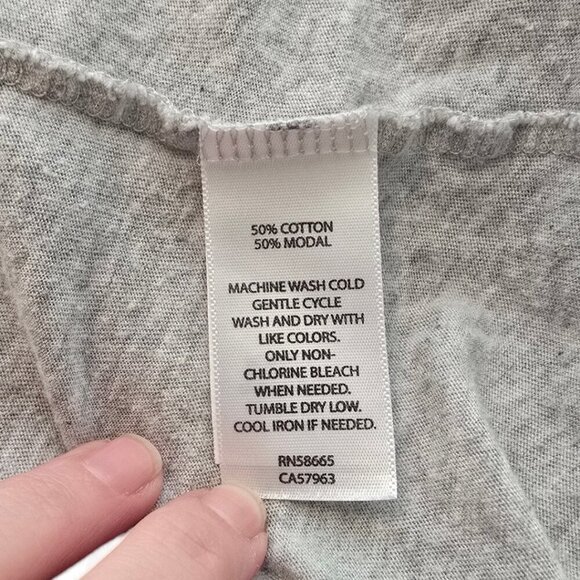 50% COTTON
50% MODAL
MACHINE WASH COLD
GENTLE CYCLE
WASH AND DRY WITH
LIKE COLORS.
ONLY NON-
CHLORINE BLEACH
WHEN NEEDED.
TUMBLE DRY LOW.
COOL IRON IF NEEDED.
RN58665
CA57963